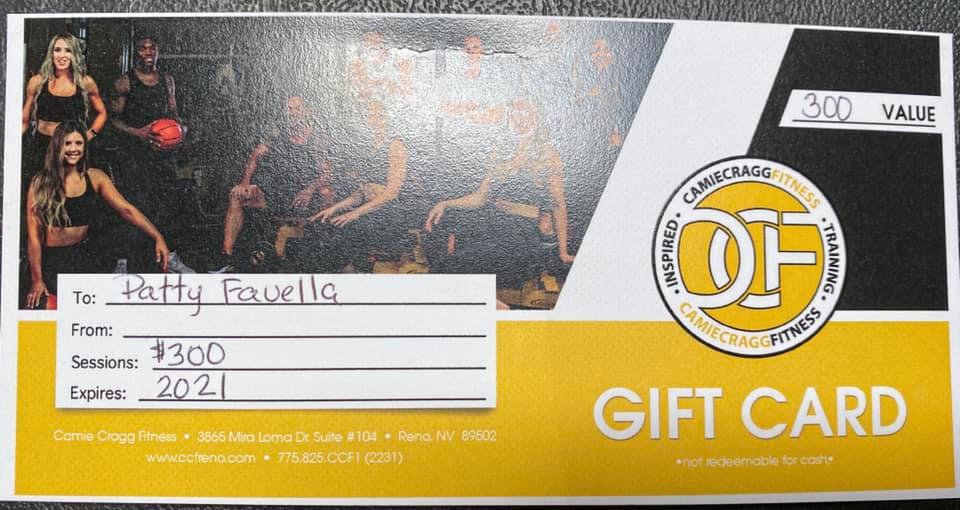 300 VALUE
CAMIECRAGGFITNESS
• INSPIRED •
• TRAINING •
CCF
CAMIECRAGGFITNESS
To: Patty Favella
From:
Sessions: $300
Expires: 2021
GIFT CARD
•not redeemable for cash•
Camie Cragg Fitness • 3865 Mira Loma Dr. Suite #104 • Reno, NV 89502
www.ccfreno.com • 775.825.CCF1 (2231)